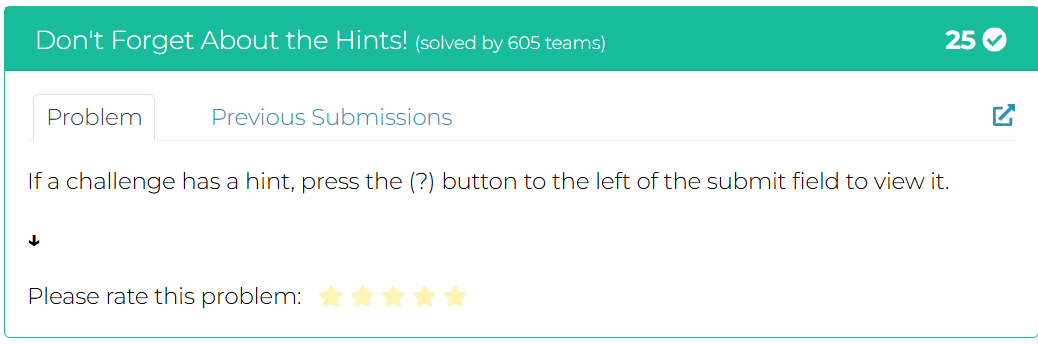 Don't Forget About the Hints! (solved by 605 teams) 25
Problem Previous Submissions
If a challenge has a hint, press the (?) button to the left of the submit field to view it.
↓
Please rate this problem: